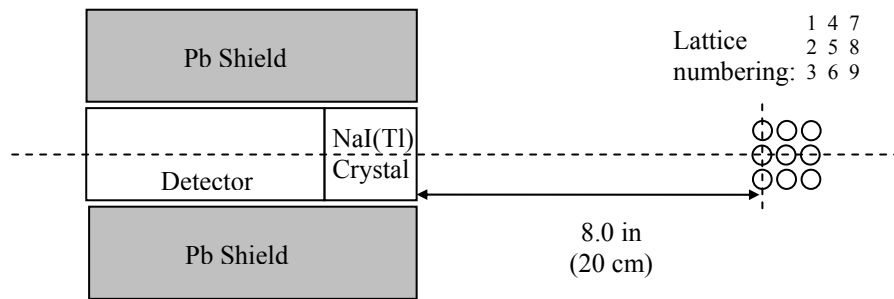 Pb Shield
Lattice
numbering:
1 4 7
2 5 8
3 6 9
NaI(Tl)
Crystal
Detector
Pb Shield
8.0 in
(20 cm)